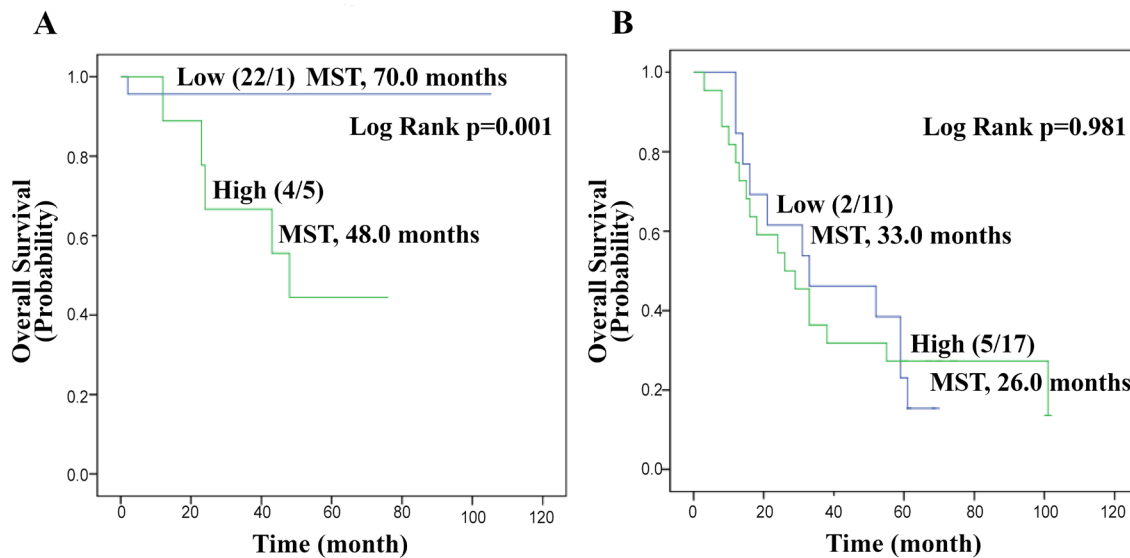 A
Overall Survival
(Probability)
1.0
0.8
0.6
0.4
0.2
0.0
Low (22/1) MST, 70.0 months
Log Rank p=0.001
High (4/5)
MST, 48.0 months
0 20 40 60 80 100 120
Time (month)
B
Overall Survival
(Probability)
1.0
0.8
0.6
0.4
0.2
0.0
Log Rank p=0.981
Low (2/11)
MST, 33.0 months
High (5/17)
MST, 26.0 months
0 20 40 60 80 100 120
Time (month)